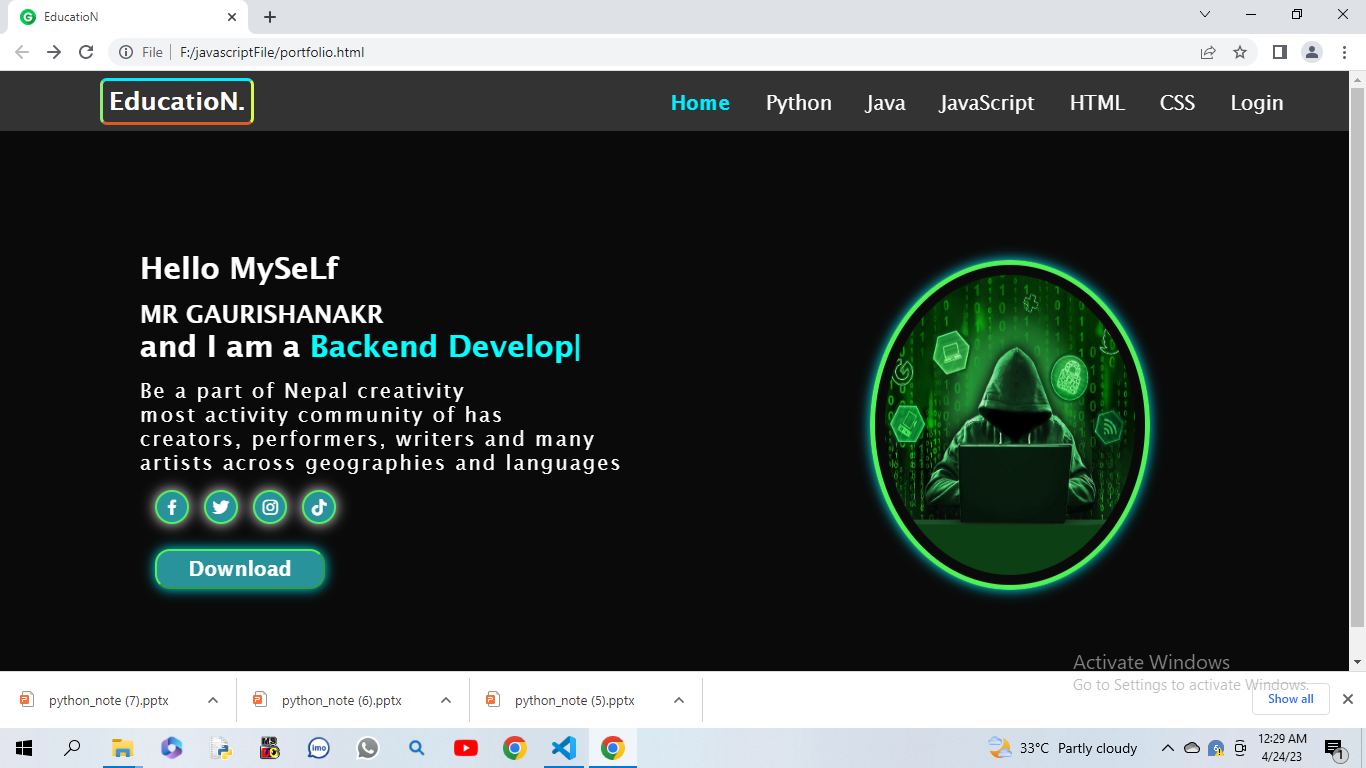 EducatioN
File
F:/javascriptFile/portfolio.html
EducatioN.
Home Python Java JavaScript HTML CSS Login
Hello MySeLf
MR GAURISHANAKR
and I am a Backend Develop|
Be a part of Nepal creativity
most activity community of has
creators, performers, writers and many
artists across geographies and languages
Download
Activate Windows
Go to Settings to activate Windows.
python_note (7).pptx python_note (6).pptx python_note (5).pptx Show all
33°C Partly cloudy
12:29 AM
4/24/23
1